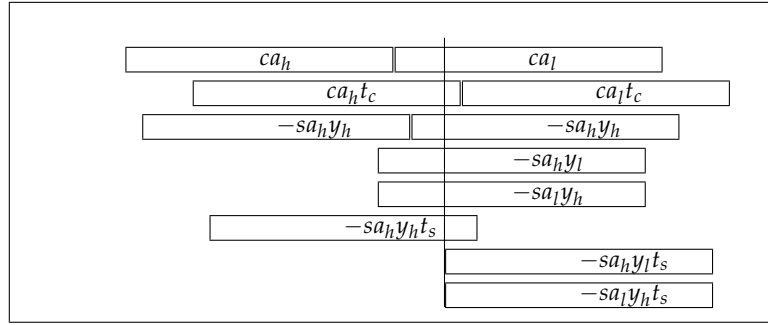 ca_h ca_l
ca_h t_c ca_l t_c
−sa_h y_h −sa_h y_h
−sa_h y_l
−sa_l y_h
−sa_h y_h t_s
−sa_h y_l t_s
−sa_l y_h t_s